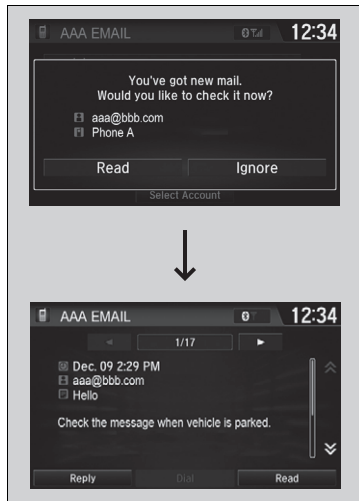 AAA EMAIL
12:34
You've got new mail.
Would you like to check it now?
aaa@bbb.com
Phone A
Read Ignore
Select Account
AAA EMAIL
12:34
1/17
Dec. 09 2:29 PM
aaa@bbb.com
Hello
Check the message when vehicle is parked.
Reply Dial Read